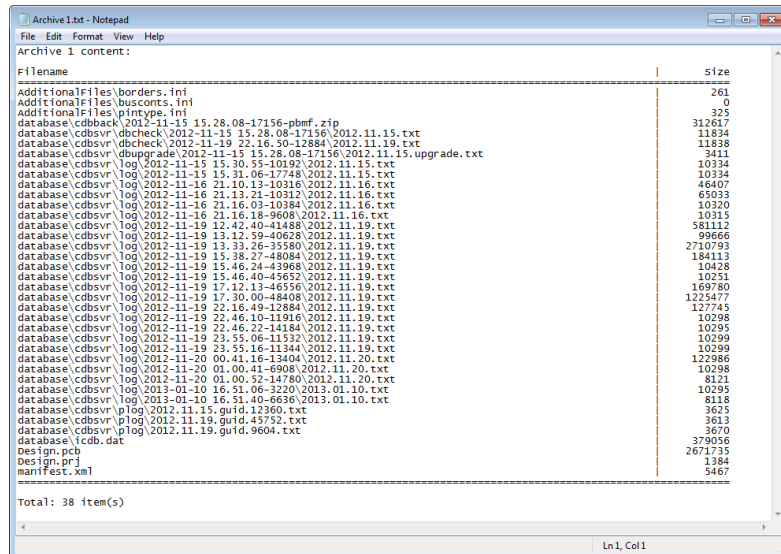 Archive 1.txt - Notepad
File Edit Format View Help
Archive 1 content:
Filename | Size
==========
AdditionalFiles\borders.ini | 261
AdditionalFiles\busconts.ini | 0
AdditionalFiles\pintype.ini | 325
database\cdbback\2012-11-15 15.28.08-17156-pbmf.zip | 312617
database\cdbsvr\dbcheck\2012-11-15 15.28.08-17156\2012.11.15.txt | 11834
database\cdbsvr\dbcheck\2012-11-19 22.16.50-12884\2012.11.19.txt | 11838
database\cdbsvr\dbupgrade\2012-11-15 15.28.08-17156\2012.11.15.upgrade.txt | 3411
database\cdbsvr\log\2012-11-15 15.30.55-10192\2012.11.15.txt | 10334
database\cdbsvr\log\2012-11-15 15.31.06-17748\2012.11.15.txt | 10334
database\cdbsvr\log\2012-11-16 21.10.13-10316\2012.11.16.txt | 46407
database\cdbsvr\log\2012-11-16 21.13.21-10312\2012.11.16.txt | 65033
database\cdbsvr\log\2012-11-16 21.16.03-10384\2012.11.16.txt | 10320
database\cdbsvr\log\2012-11-16 21.16.18-9608\2012.11.16.txt | 10315
database\cdbsvr\log\2012-11-19 12.42.40-41488\2012.11.19.txt | 581112
database\cdbsvr\log\2012-11-19 13.12.59-40628\2012.11.19.txt | 99666
database\cdbsvr\log\2012-11-19 13.33.26-35580\2012.11.19.txt | 2710793
database\cdbsvr\log\2012-11-19 15.38.27-48084\2012.11.19.txt | 184113
database\cdbsvr\log\2012-11-19 15.46.24-43968\2012.11.19.txt | 10428
database\cdbsvr\log\2012-11-19 15.46.40-45652\2012.11.19.txt | 10251
database\cdbsvr\log\2012-11-19 17.12.13-46556\2012.11.19.txt | 169780
database\cdbsvr\log\2012-11-19 17.30.00-48408\2012.11.19.txt | 1225477
database\cdbsvr\log\2012-11-19 22.16.49-12884\2012.11.19.txt | 127745
database\cdbsvr\log\2012-11-19 22.46.10-11916\2012.11.19.txt | 10298
database\cdbsvr\log\2012-11-19 22.46.22-14184\2012.11.19.txt | 10295
database\cdbsvr\log\2012-11-19 23.55.06-11532\2012.11.19.txt | 10299
database\cdbsvr\log\2012-11-19 23.55.16-11344\2012.11.19.txt | 10299
database\cdbsvr\log\2012-11-20 00.41.16-13404\2012.11.20.txt | 122986
database\cdbsvr\log\2012-11-20 01.00.41-6908\2012.11.20.txt | 10298
database\cdbsvr\log\2012-11-20 01.00.52-14780\2012.11.20.txt | 8121
database\cdbsvr\log\2013-01-10 16.51.06-3220\2013.01.10.txt | 10295
database\cdbsvr\log\2013-01-10 16.51.40-6636\2013.01.10.txt | 8118
database\cdbsvr\plog\2012.11.15.guid.12360.txt | 3625
database\cdbsvr\plog\2012.11.19.guid.45752.txt | 3613
database\cdbsvr\plog\2012.11.19.guid.9604.txt | 3670
database\icdb.dat | 379056
Design.pcb | 2671735
Design.prj | 1384
manifest.xml | 5467
==========
Total: 38 item(s)
Ln 1, Col 1